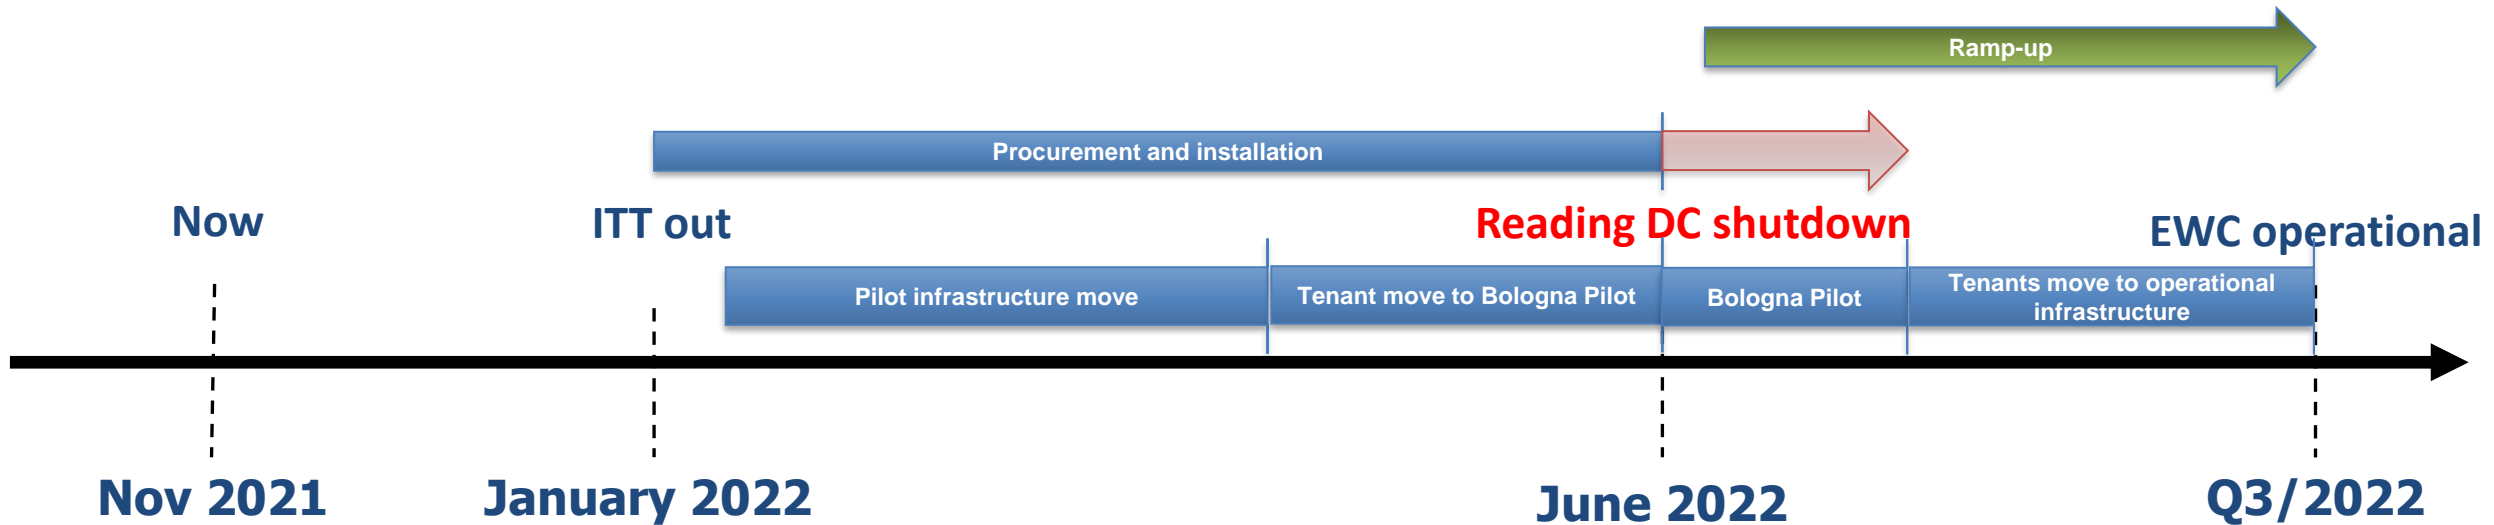 Ramp-up
Procurement and installation
Now
ITT out
Reading DC shutdown
EWC operational
Pilot infrastructure move
Tenant move to Bologna Pilot
Bologna Pilot
Tenants move to operational
infrastructure
Nov 2021
January 2022
June 2022
Q3/2022